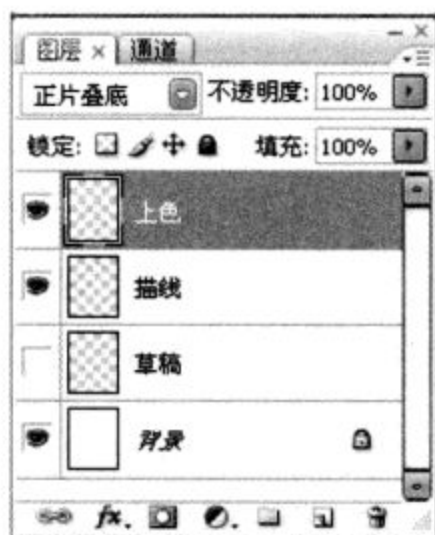 图层 × 通道
正片叠底 不透明度: 100%
锁定: 填充: 100%
上色
描线
草稿
背景
fx.